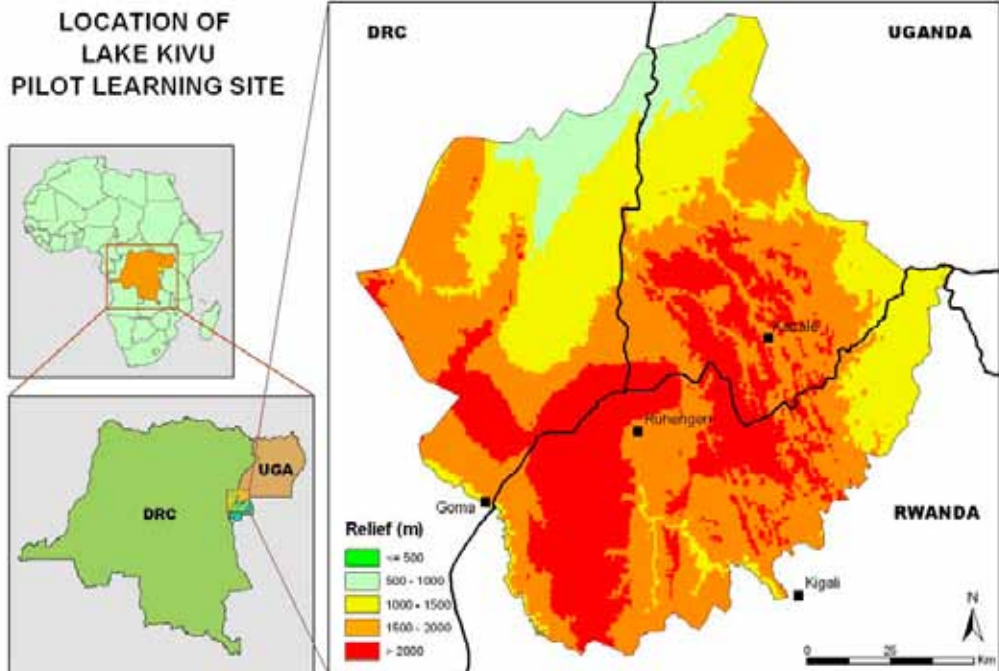 LOCATION OF
LAKE KIVU
PILOT LEARNING SITE
DRC
UGA
DRC
UGANDA
Kabale
Ruhengeri
Goma
RWANDA
Kigali
Relief (m)
<= 500
500 - 1000
1000 - 1500
1500 - 2000
> 2000
N
0 25 50
Km